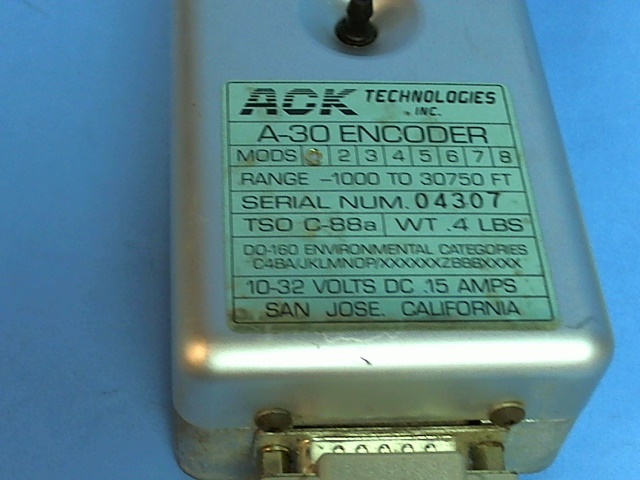 ACK TECHNOLOGIES
INC.
A-30 ENCODER
MODS 2 3 4 5 6 7 8
RANGE -1000 TO 30750 FT
SERIAL NUM. 04307
TSO C-88a WT .4 LBS
DO-160 ENVIRONMENTAL CATEGORIES
10-32 VOLTS DC .15 AMPS
SAN JOSE, CALIFORNIA